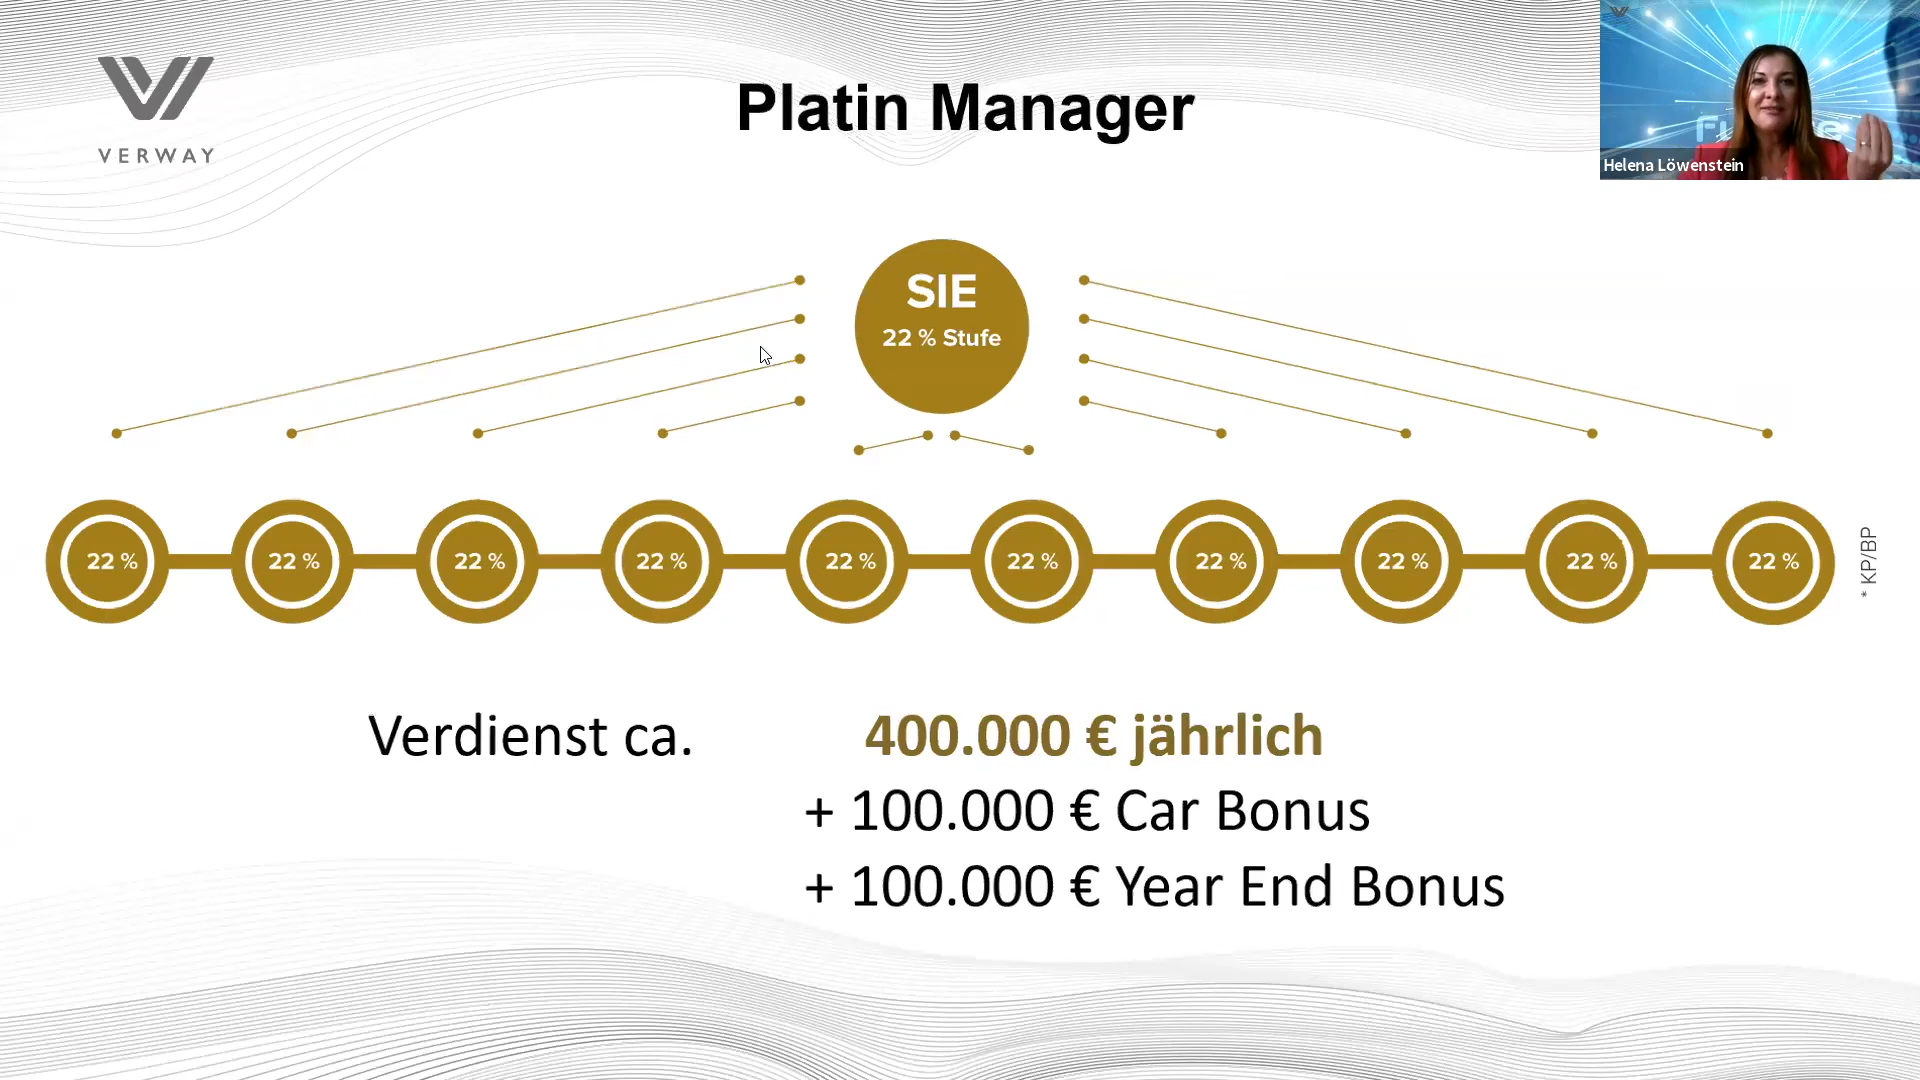 VERWAY
Platin Manager
Helena Löwenstein
SIE
22 % Stufe
22 %
22 %
22 %
22 %
22 %
22 %
22 %
22 %
22 %
22 %
* KP/BP
Verdienst ca. 400.000 € jährlich
+ 100.000 € Car Bonus
+ 100.000 € Year End Bonus